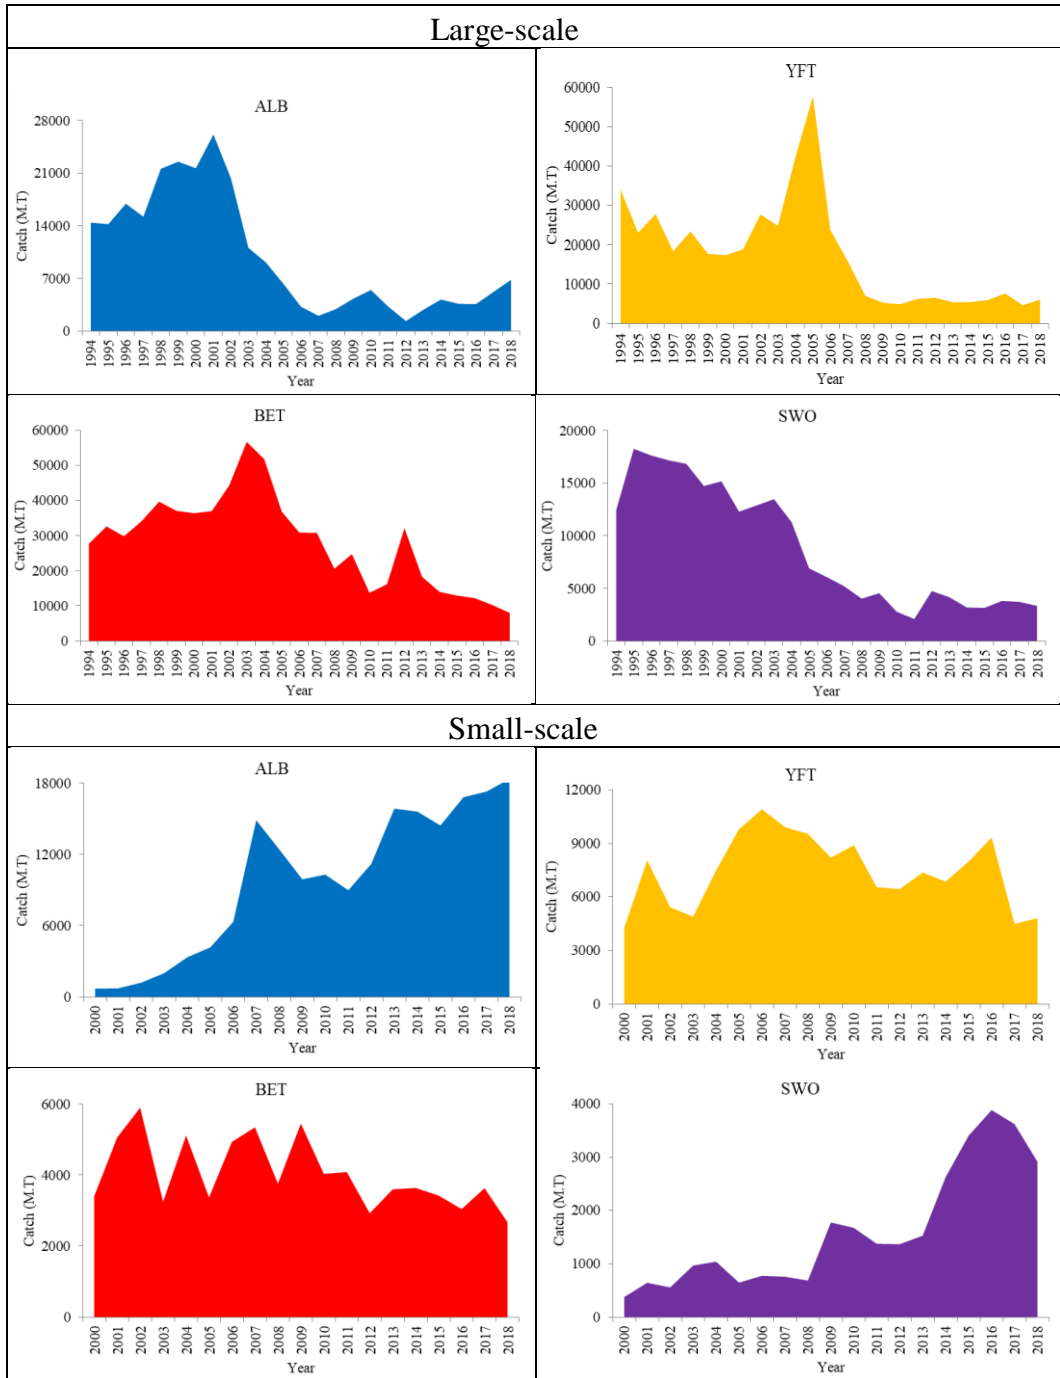 Large-scale
ALB
28000
21000
14000
7000
0
Catch (M.T)
1994 1995 1996 1997 1998 1999 2000 2001 2002 2003 2004 2005 2006 2007 2008 2009 2010 2011 2012 2013 2014 2015 2016 2017 2018
Year
YFT
60000
50000
40000
30000
20000
10000
0
Catch (M.T)
1994 1995 1996 1997 1998 1999 2000 2001 2002 2003 2004 2005 2006 2007 2008 2009 2010 2011 2012 2013 2014 2015 2016 2017 2018
Year
BET
60000
50000
40000
30000
20000
10000
0
Catch (M.T)
1994 1995 1996 1997 1998 1999 2000 2001 2002 2003 2004 2005 2006 2007 2008 2009 2010 2011 2012 2013 2014 2015 2016 2017 2018
Year
SWO
20000
15000
10000
5000
0
Catch (M.T)
1994 1995 1996 1997 1998 1999 2000 2001 2002 2003 2004 2005 2006 2007 2008 2009 2010 2011 2012 2013 2014 2015 2016 2017 2018
Year
Small-scale
ALB
18000
12000
6000
0
Catch (M.T)
2000 2001 2002 2003 2004 2005 2006 2007 2008 2009 2010 2011 2012 2013 2014 2015 2016 2017 2018
Year
YFT
12000
9000
6000
3000
0
Catch (M.T)
2000 2001 2002 2003 2004 2005 2006 2007 2008 2009 2010 2011 2012 2013 2014 2015 2016 2017 2018
Year
BET
6000
4000
2000
0
Catch (M.T)
2000 2001 2002 2003 2004 2005 2006 2007 2008 2009 2010 2011 2012 2013 2014 2015 2016 2017 2018
Year
SWO
4000
3000
2000
1000
0
Catch (M.T)
2000 2001 2002 2003 2004 2005 2006 2007 2008 2009 2010 2011 2012 2013 2014 2015 2016 2017 2018
Year